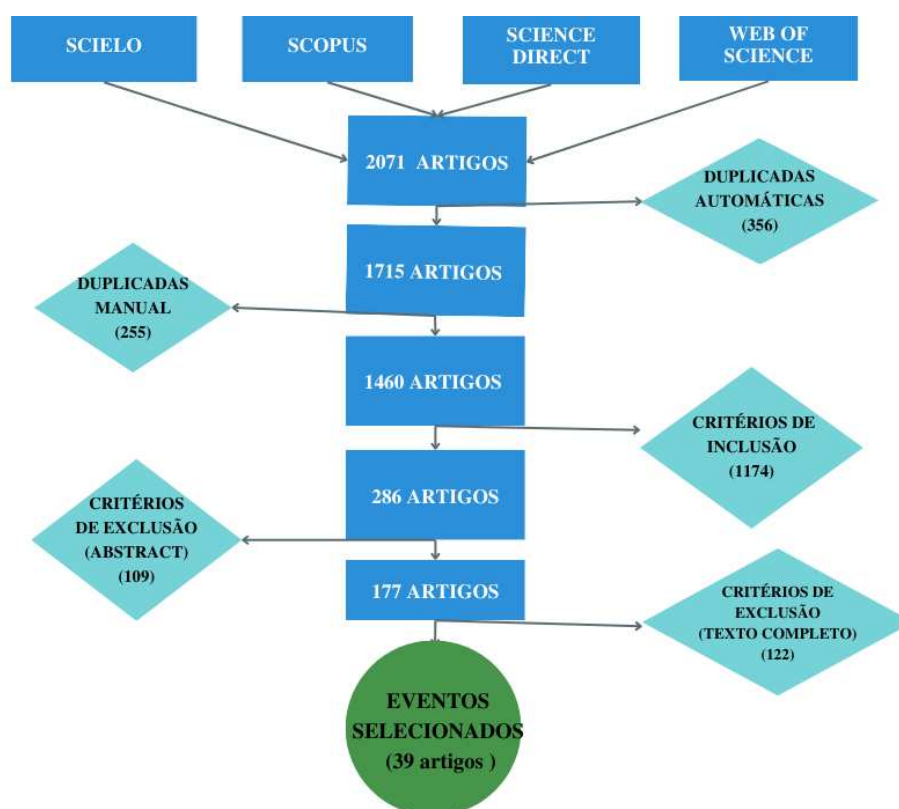 SCIELO
SCOPUS
SCIENCE
DIRECT
WEB OF
SCIENCE
2071 ARTIGOS
DUPLICADAS
AUTOMÁTICAS
(356)
1715 ARTIGOS
DUPLICADAS
MANUAL
(255)
1460 ARTIGOS
CRITÉRIOS DE
INCLUSÃO
(1174)
286 ARTIGOS
CRITÉRIOS
DE EXCLUSÃO
(ABSTRACT)
(109)
177 ARTIGOS
CRITÉRIOS DE
EXCLUSÃO
(TEXTO COMPLETO)
(122)
EVENTOS
SELECIONADOS
(39 artigos )